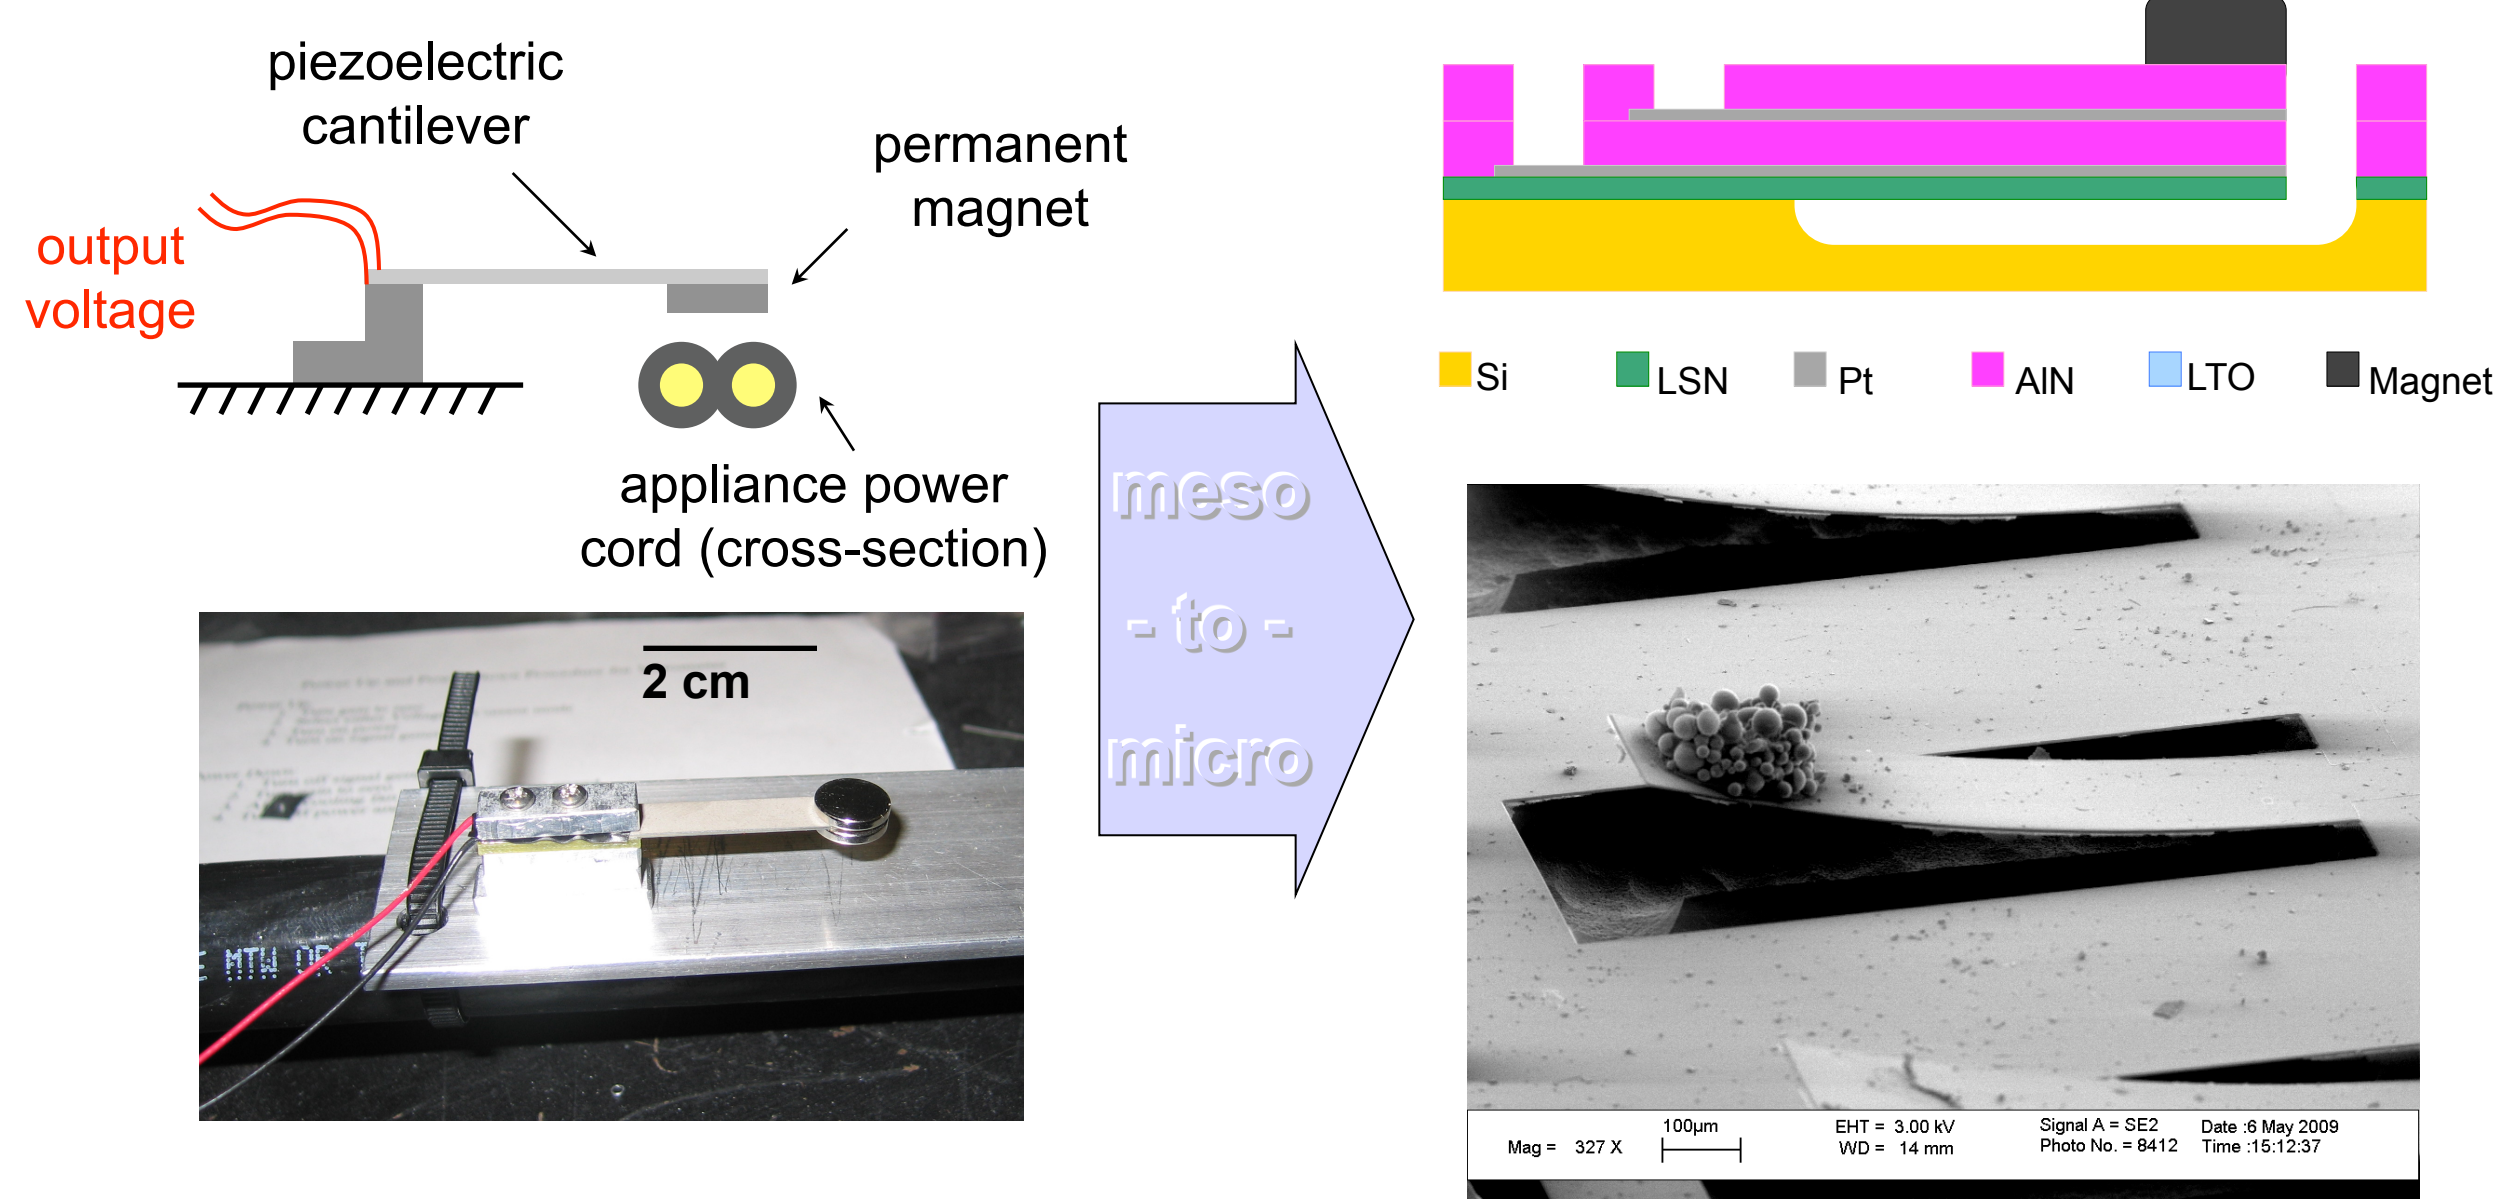 piezoelectric
cantilever
permanent
magnet
output
voltage
appliance power
cord (cross-section)
2 cm
MTW OR T
meso
- to -
micro
Si
LSN
Pt
AlN
LTO
Magnet
100µm
Mag = 327 X
EHT = 3.00 kV
WD = 14 mm
Signal A = SE2
Photo No. = 8412
Date :6 May 2009
Time :15:12:37